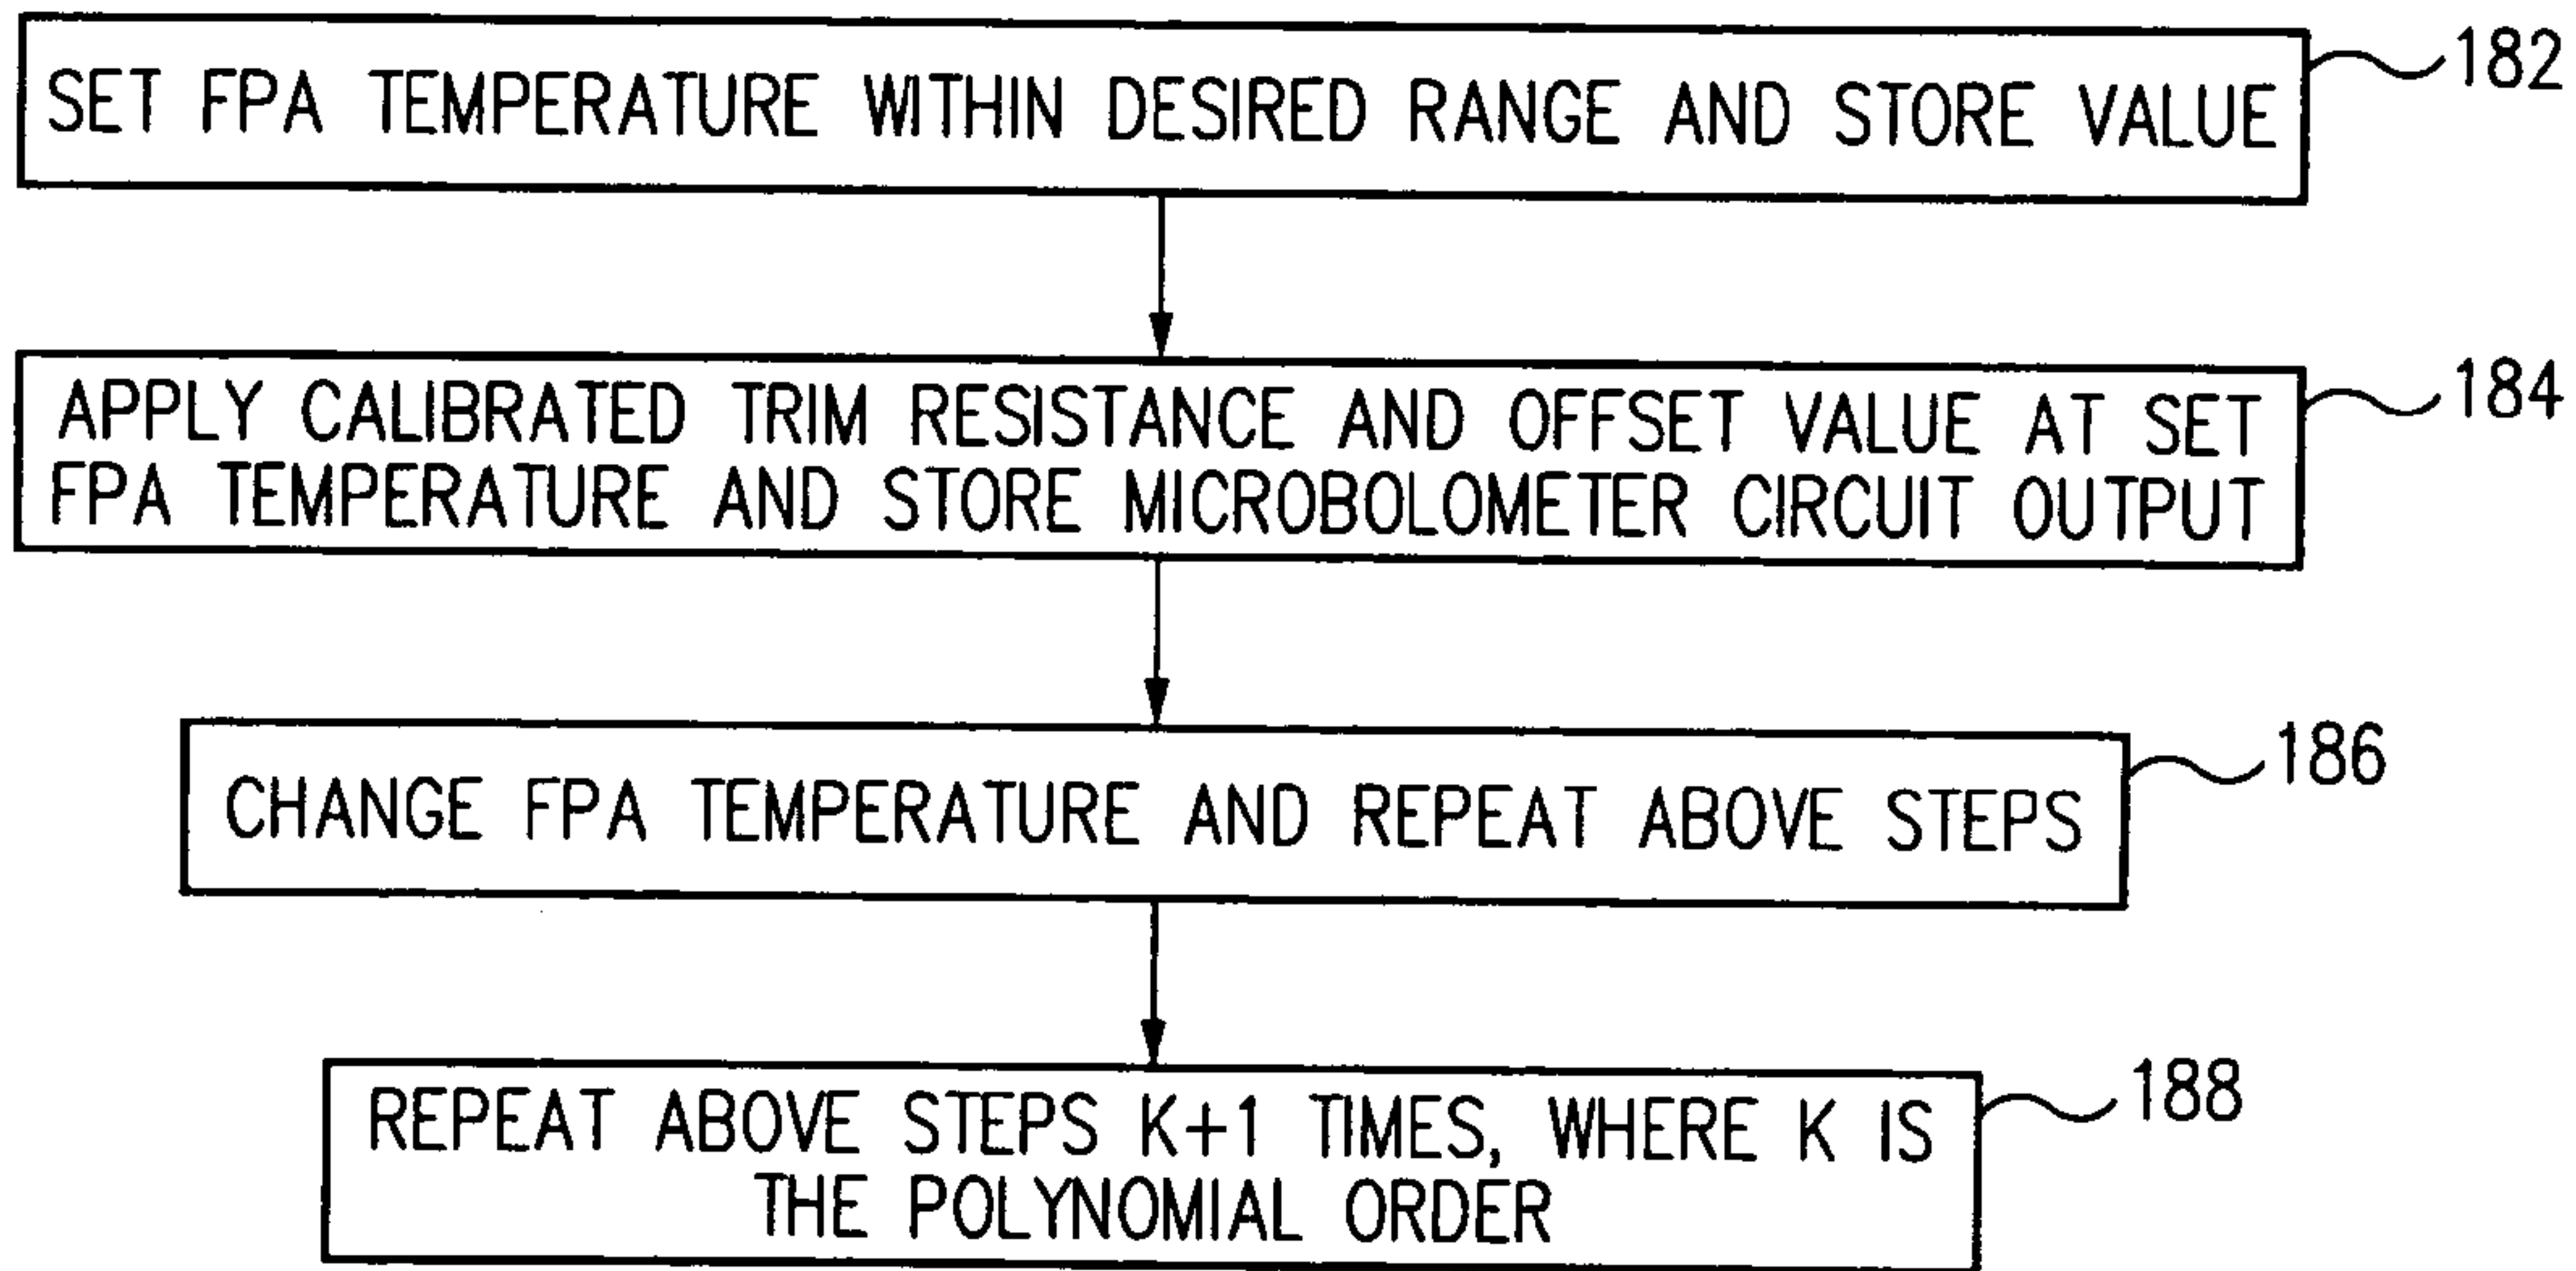 SET FPA TEMPERATURE WITHIN DESIRED RANGE AND STORE VALUE
182
APPLY CALIBRATED TRIM RESISTANCE AND OFFSET VALUE AT SET
FPA TEMPERATURE AND STORE MICROBOLOMETER CIRCUIT OUTPUT
184
CHANGE FPA TEMPERATURE AND REPEAT ABOVE STEPS
186
REPEAT ABOVE STEPS K+1 TIMES, WHERE K IS
THE POLYNOMIAL ORDER
188